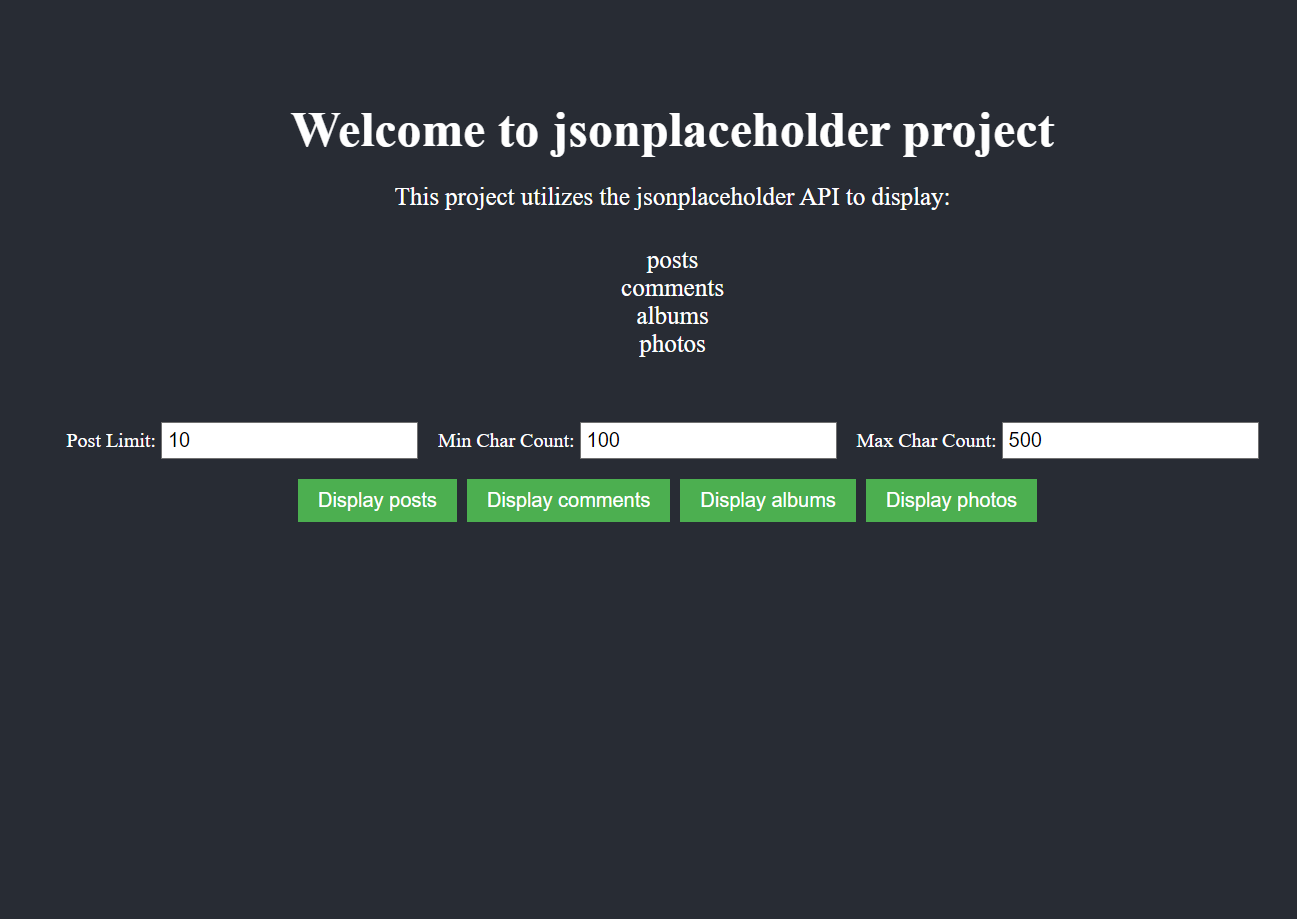 Welcome to jsonplaceholder project
This project utilizes the jsonplaceholder API to display:
posts
comments
albums
photos
Post Limit: 10 Min Char Count: 100 Max Char Count: 500
Display posts Display comments Display albums Display photos